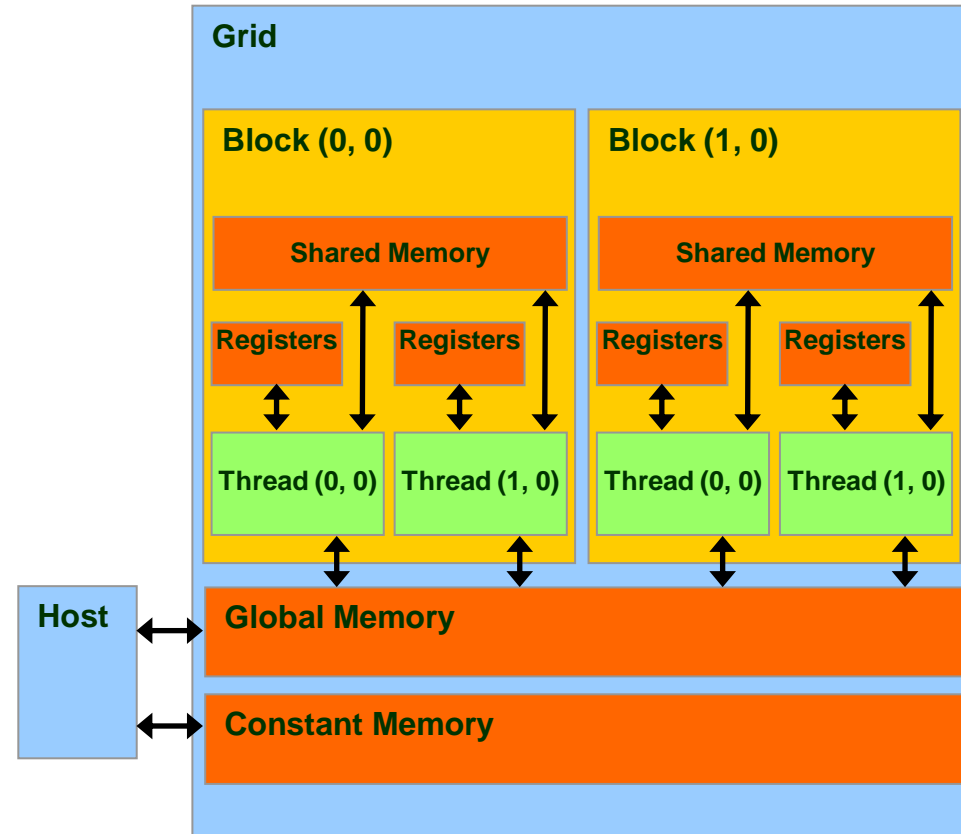 Grid
Block (0, 0)
Block (1, 0)
Shared Memory
Shared Memory
Registers
Registers
Registers
Registers
Thread (0, 0)
Thread (1, 0)
Thread (0, 0)
Thread (1, 0)
Host
Global Memory
Constant Memory